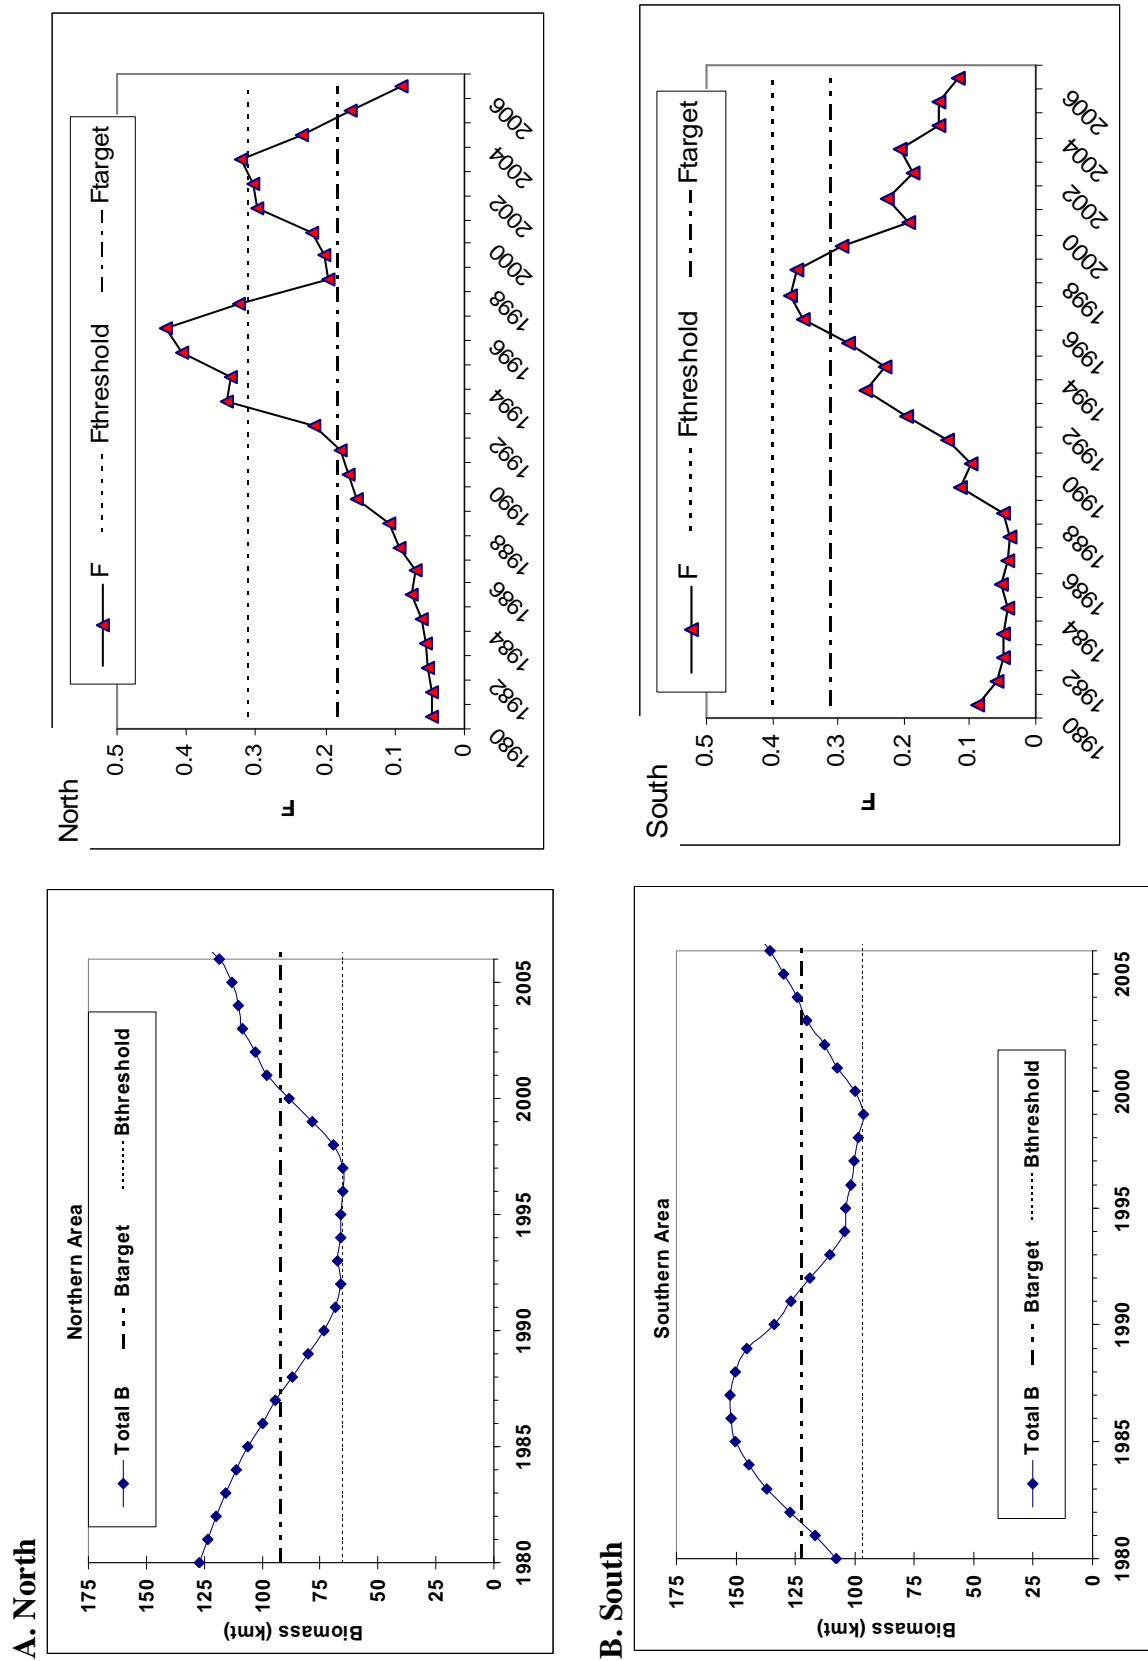 A. North
Northern Area
Total B Btarget Bthreshold
Biomass (kmt)
175
150
125
100
75
50
25
0
1980 1985 1990 1995 2000 2005
North
F Fthreshold Ftarget
F
0.5
0.4
0.3
0.2
0.1
0
1980 1982 1984 1986 1988 1990 1992 1994 1996 1998 2000 2002 2004 2006
B. South
Southern Area
Biomass (kmt)
175
150
125
100
75
50
25
0
Total B Btarget Bthreshold
1980 1985 1990 1995 2000 2005
South
F Fthreshold Ftarget
F
0.5
0.4
0.3
0.2
0.1
0
1980 1982 1984 1986 1988 1990 1992 1994 1996 1998 2000 2002 2004 2006